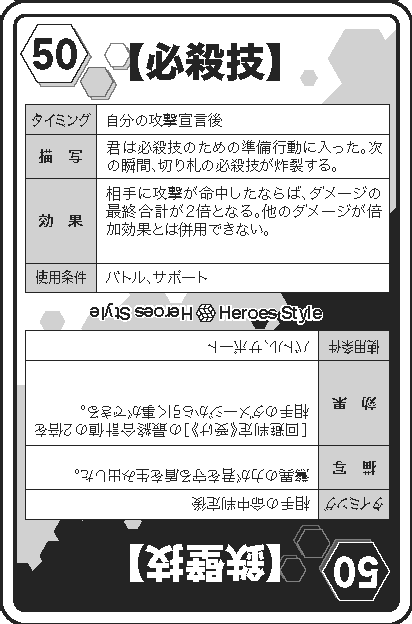 50
【必殺技】
タイミング 自分の攻撃宣言後
描写 君は必殺技のための準備行動に入った。次
の瞬間、切り札の必殺技が炸裂する。
効果 相手に攻撃が命中したならば、ダメージの
最終合計が2倍となる。他のダメージが倍
加効果とは併用できない。
使用条件 バトル、サポート
Heroes Style
Heroes Style
50
【鉄壁技】
タイミング 相手の命中判定後
描写 驚異の力が君を守る盾を生み出した。
効果 [回避判定《受け》]の最終合計値の2倍を
相手のダメージから引く事ができる。
使用条件 バトル、サポート